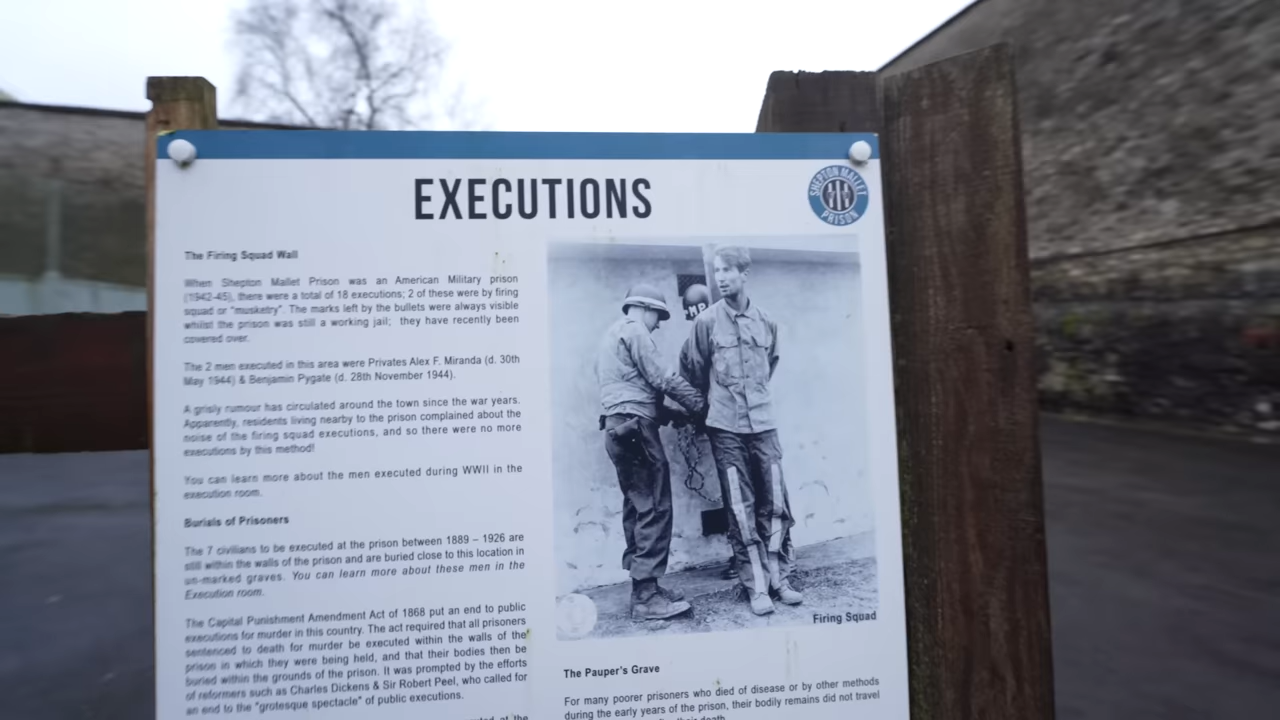 EXECUTIONS
SHEPTON MALLET
PRISON
The Firing Squad Wall
When Shepton Mallet Prison was an American Military prison
(1942-45), there were a total of 18 executions; 2 of these were by firing
squad or "musketry". The marks left by the bullets were always visible
whilst the prison was still a working jail; they have recently been
covered over.
The 2 men executed in this area were Privates Alex F. Miranda (d. 30th
May 1944) & Benjamin Pygate (d. 28th November 1944).
A grisly rumour has circulated around the town since the war years.
Apparently, residents living nearby to the prison complained about the
noise of the firing squad executions, and so there were no more
executions by this method!
You can learn more about the men executed during WWII in the
execution room.
Burials of Prisoners
The 7 civilians to be executed at the prison between 1889 – 1926 are
still within the walls of the prison and are buried close to this location in
un-marked graves. You can learn more about these men in the
Execution room.
The Capital Punishment Amendment Act of 1868 put an end to public
executions for murder in this country. The act required that all prisoners
sentenced to death for murder be executed within the walls of the
prison in which they were being held, and that their bodies then be
buried within the grounds of the prison. It was prompted by the efforts
of reformers such as Charles Dickens & Sir Robert Peel, who called for
an end to the "grotesque spectacle" of public executions.
at the
MP
Firing Squad
The Pauper's Grave
For many poorer prisoners who died of disease or by other methods
during the early years of the prison, their bodily remains did not travel
their death